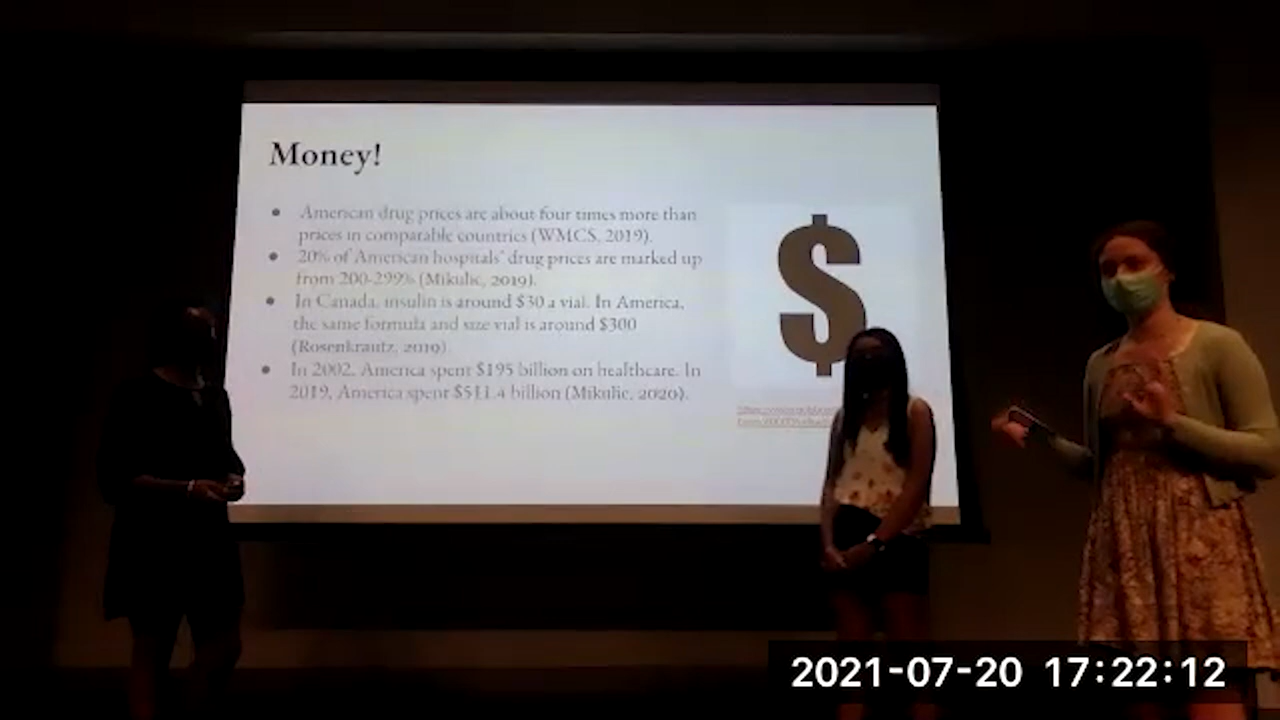 Money!
• American drug prices are about four times more than
prices in comparable countries (WMCS, 2019).
• 20% of American hospitals' drug prices are marked up
from 200-299% (Mikulic, 2019).
• In Canada, insulin is around $30 a vial. In America,
the same formula and size vial is around $300
(Rosenkrautz, 2019)
• In 2002, America spent $195 billion on healthcare. In
2019, America spent $511.4 billion (Mikulic, 2020).
$
2021-07-20 17:22:12